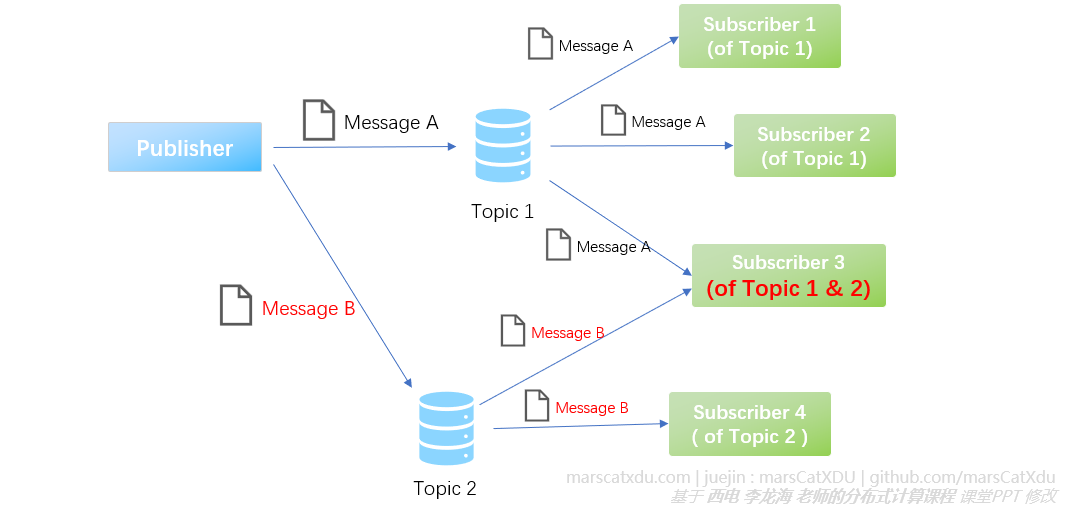 Subscriber 1
(of Topic 1)
Message A
Message A
Message A
Subscriber 2
(of Topic 1)
Publisher
Topic 1
Message A
Subscriber 3
(of Topic 1 & 2)
Message B
Message B
Message B
Subscriber 4
( of Topic 2 )
Topic 2
marscatxdu.com | juejin : marsCatXDU | github.com/marsCatXdu
基于 西电 李龙海 老师的分布式计算课程 课堂PPT 修改